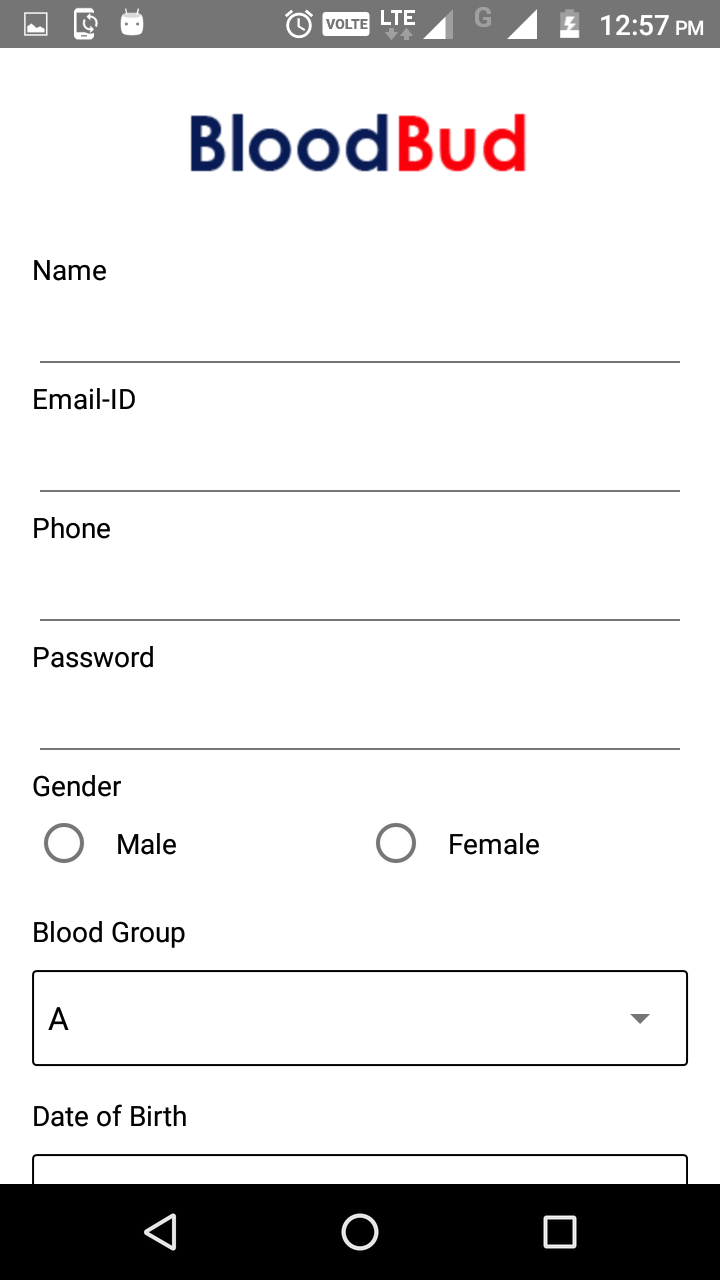 VOLTE LTE G 12:57 PM
BloodBud
Name
Email-ID
Phone
Password
Gender
Male Female
Blood Group
A
Date of Birth